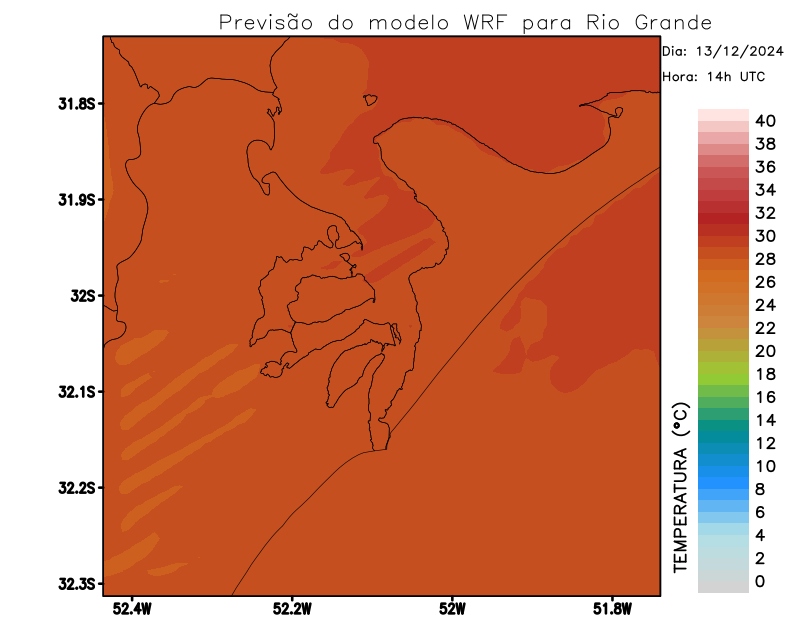 Previsão do modelo WRF para Rio Grande
Dia: 13/12/2024
Hora: 14h UTC
31.8S
31.9S
32S
32.1S
32.2S
32.3S
52.4W
52.2W
52W
51.8W
TEMPERATURA (°C)
40
38
36
34
32
30
28
26
24
22
20
18
16
14
12
10
8
6
4
2
0